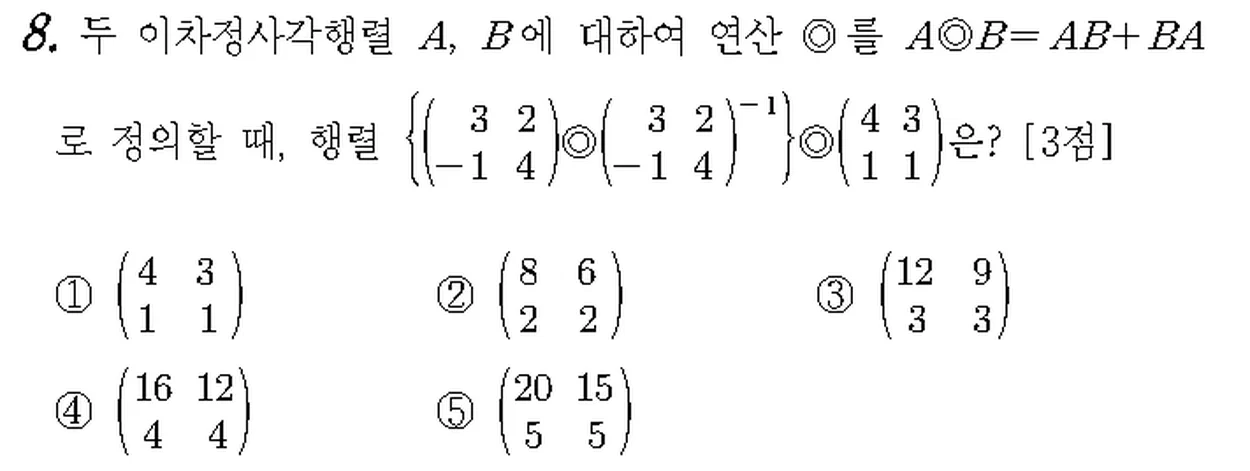 8. 두 이차정사각행렬 A, B에 대하여 연산 ◎를 A◎B= AB+BA
로 정의할 때, 행렬 {(3 2 -1 4)◎(3 2 -1 4)^{-1}}◎(4 3 1 1)은? [3점]
① (4 3 1 1) ② (8 6 2 2) ③ (12 9 3 3)
④ (16 12 4 4) ⑤ (20 15 5 5)